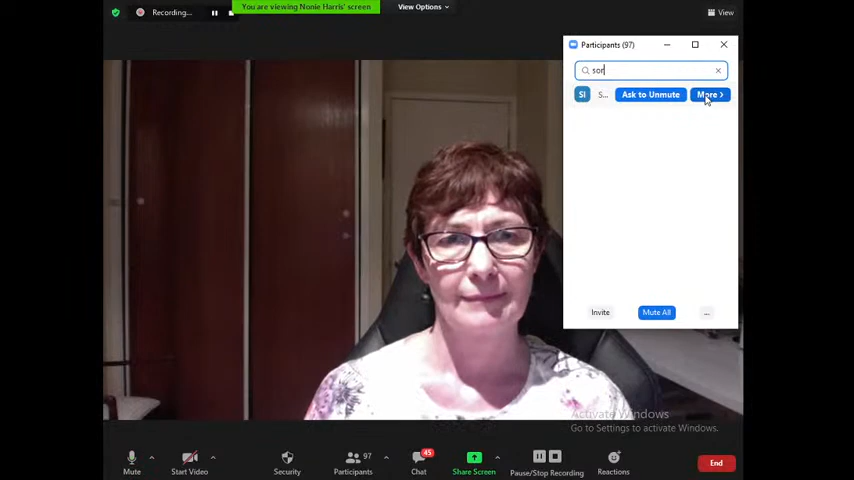 Recording...
You are viewing Nonie Harris' screen
View Options
View
Participants (97)
sor
SI
S...
Ask to Unmute
More >
Invite
Mute All
...
Activate Windows
Go to Settings to activate Windows.
Mute
Start Video
Security
97
Participants
45
Chat
Share Screen
Pause/Stop Recording
Reactions
End